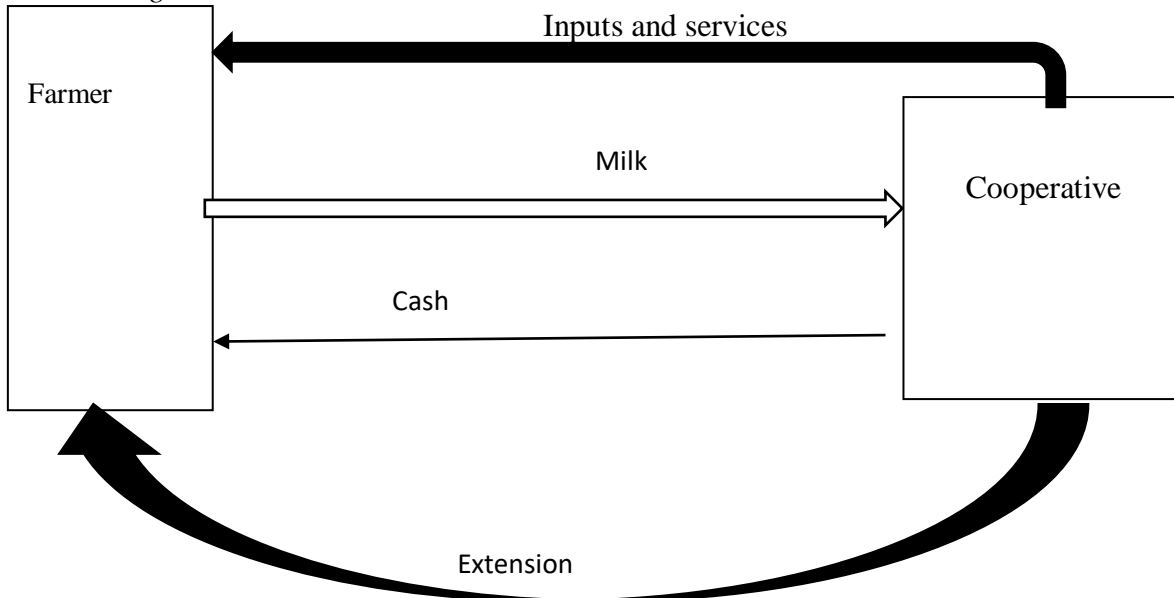 Inputs and services
Farmer
Milk
Cooperative
Cash
Extension